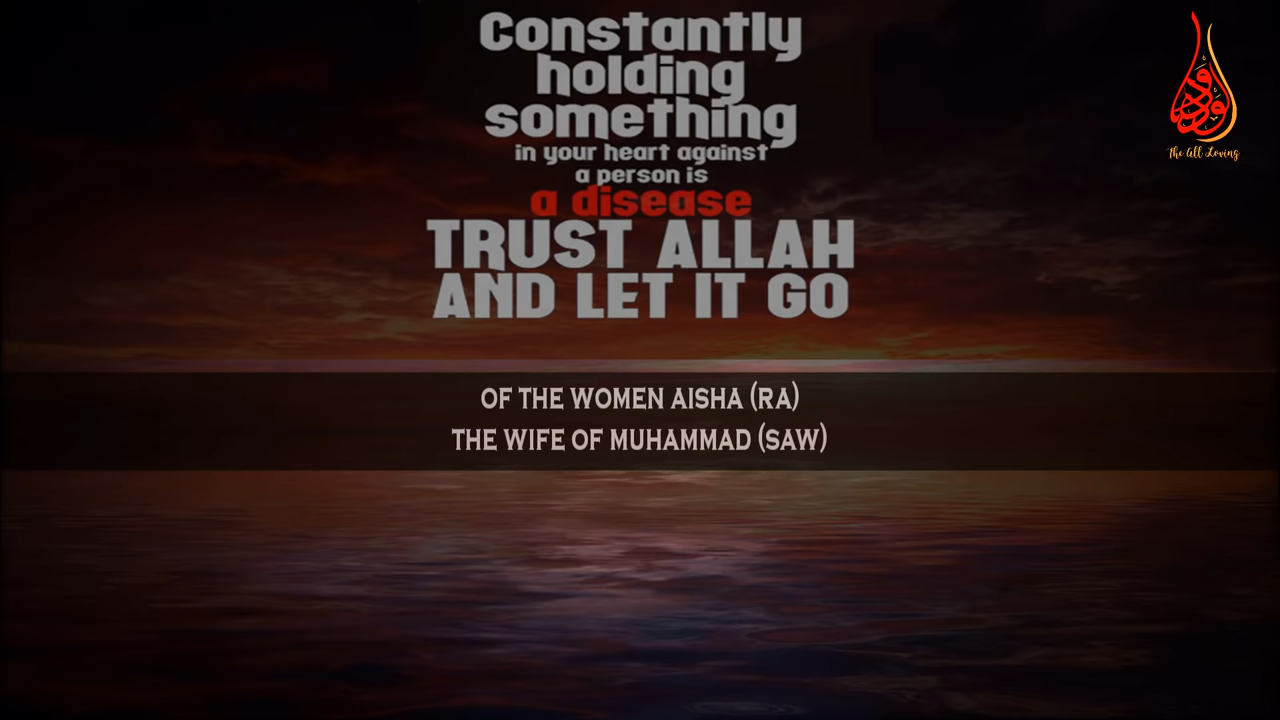 Constantly
holding
something
in your heart against
a person is
a disease
TRUST ALLAH
AND LET IT GO
الودود
The All Loving
OF THE WOMEN AISHA (RA)
THE WIFE OF MUHAMMAD (SAW)